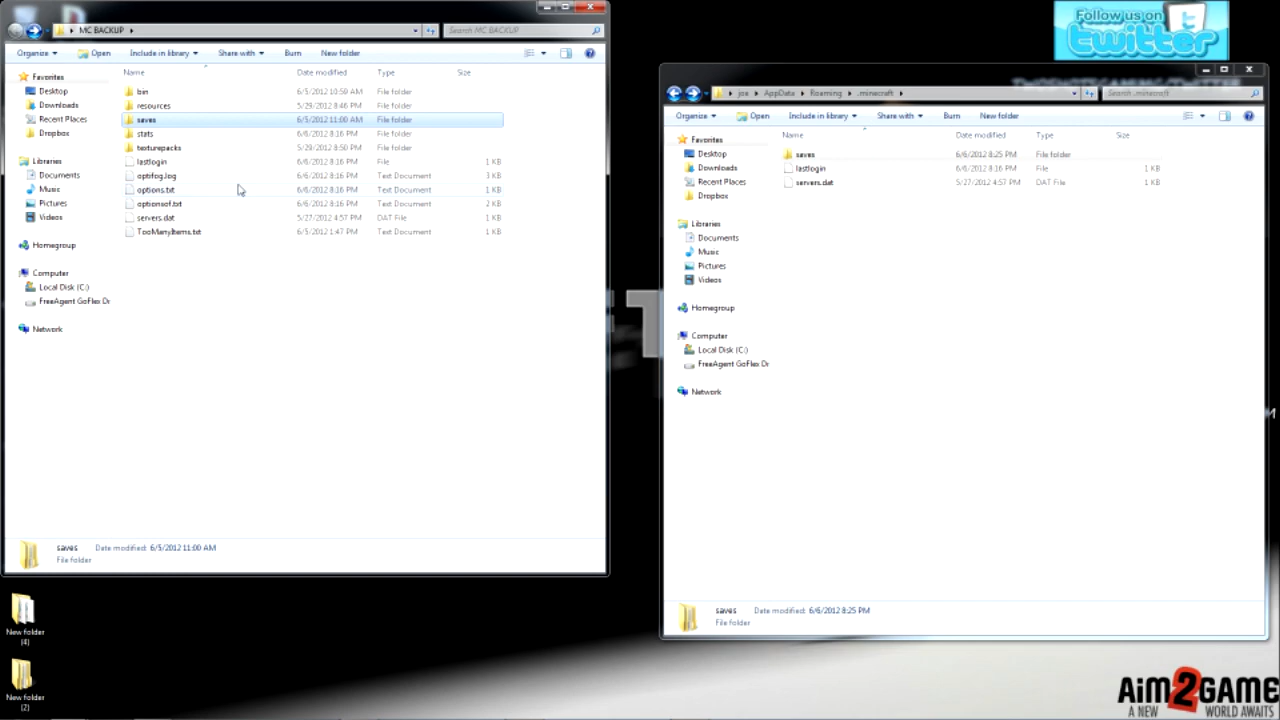 MC BACKUP
Search MC BACKUP
Organize Open Include in library Share with Burn New folder
Name Date modified Type Size
Favorites
Desktop
Downloads
Recent Places
Dropbox
Libraries
Documents
Music
Pictures
Videos
Homegroup
Computer
Local Disk (C:)
FreeAgent GoFlex Dr
Network
bin 6/5/2012 10:59 AM File folder
resources 5/29/2012 8:46 PM File folder
saves 6/5/2012 11:00 AM File folder
stats 6/6/2012 8:16 PM File folder
texturepacks 5/29/2012 8:50 PM File folder
lastlogin 6/6/2012 8:16 PM File 1 KB
optifog.log 6/6/2012 8:16 PM Text Document 3 KB
options.txt 6/6/2012 8:16 PM Text Document 1 KB
optionsof.txt 6/6/2012 8:16 PM Text Document 2 KB
servers.dat 5/27/2012 4:57 PM DAT File 1 KB
TooManyItems.txt 6/5/2012 1:47 PM Text Document 1 KB
saves Date modified: 6/5/2012 11:00 AM
File folder
New folder
(4)
New folder
(2)
Follow us on
twitter
joe AppData Roaming .minecraft
Search .minecraft
Organize Open Include in library Share with Burn New folder
Name Date modified Type Size
Favorites
Desktop
Downloads
Recent Places
Dropbox
Libraries
Documents
Music
Pictures
Videos
Homegroup
Computer
Local Disk (C:)
FreeAgent GoFlex Dr
Network
saves 6/6/2012 8:25 PM File folder
lastlogin 6/6/2012 8:16 PM File 1 KB
servers.dat 5/27/2012 4:57 PM DAT File 1 KB
saves Date modified: 6/6/2012 8:25 PM
File folder
AiM2GAME
A NEW WORLD AWAITS